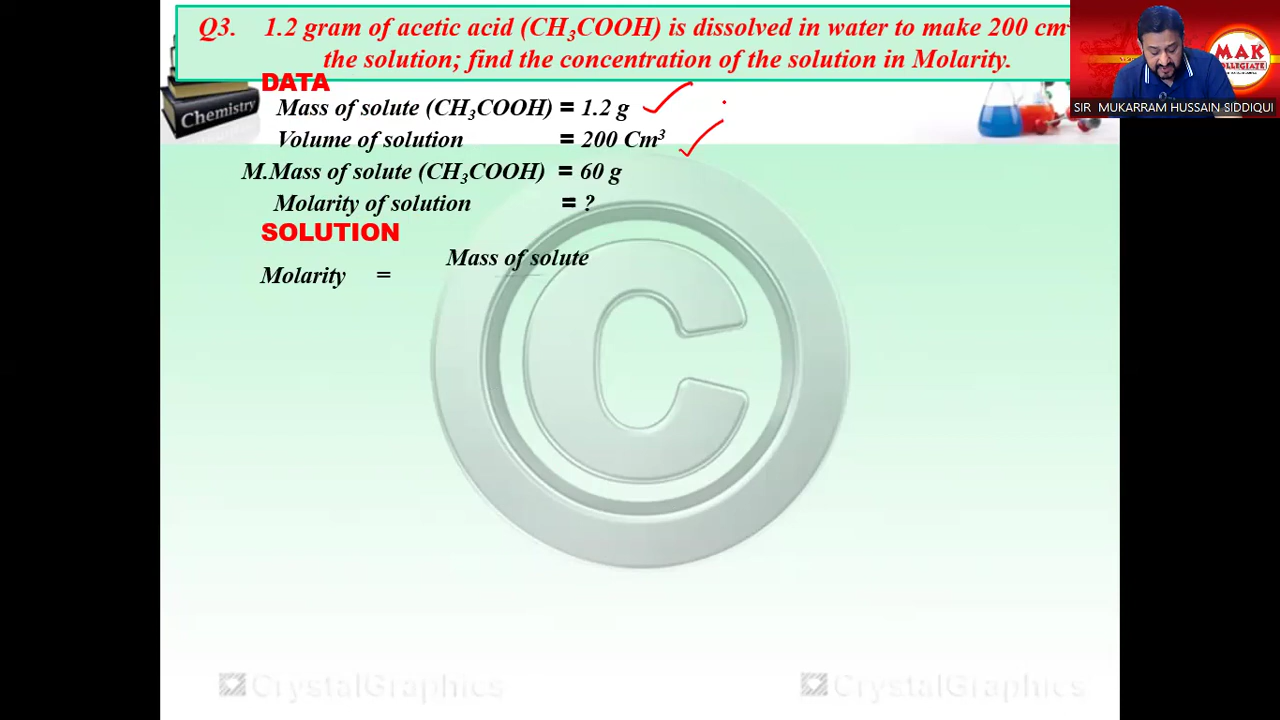 Q3. 1.2 gram of acetic acid (CH₃COOH) is dissolved in water to make 200 cm
the solution; find the concentration of the solution in Molarity.
DATA
Mass of solute (CH₃COOH) = 1.2 g
Volume of solution = 200 Cm³
M.Mass of solute (CH₃COOH) = 60 g
Molarity of solution = ?
SOLUTION
Mass of solute
Molarity =
Chemistry
MAK
COLLEGIATE
SIR MUKARRAM HUSSAIN SIDDIQUI
CrystalGraphics
CrystalGraphics